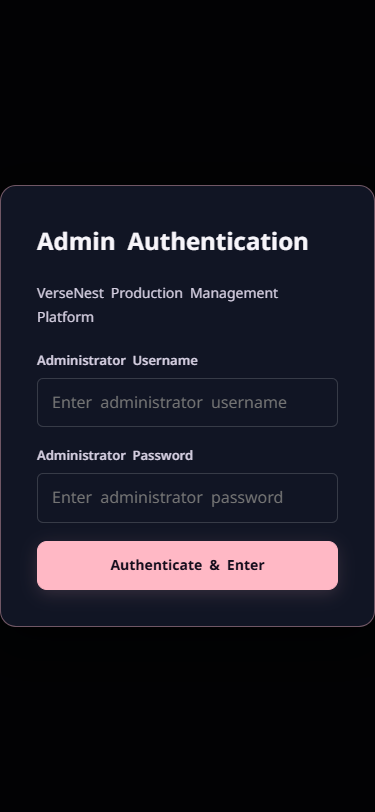 Admin Authentication
VerseNest Production Management
Platform
Administrator Username
Enter administrator username
Administrator Password
Enter administrator password
Authenticate & Enter